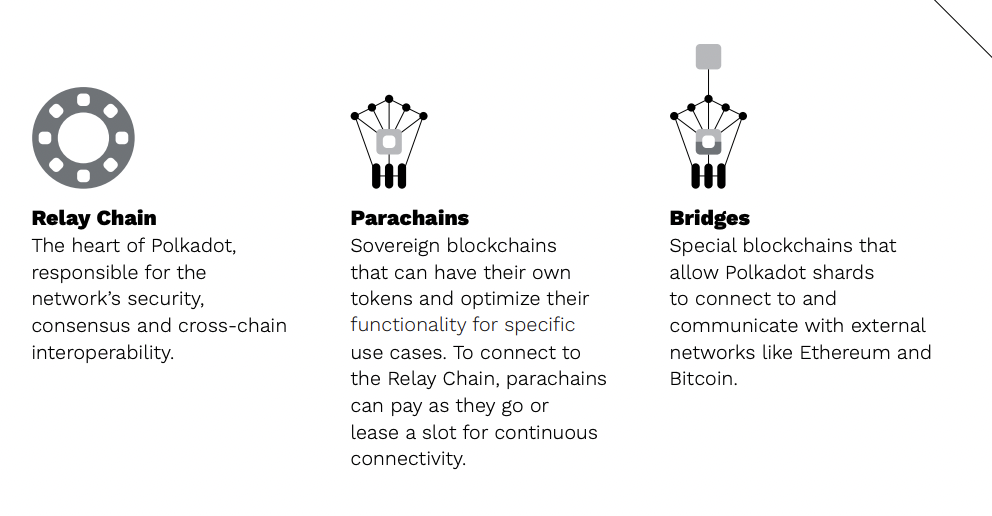 Relay Chain
The heart of Polkadot,
responsible for the
network’s security,
consensus and cross-chain
interoperability.
Parachains
Sovereign blockchains
that can have their own
tokens and optimize their
functionality for specific
use cases. To connect to
the Relay Chain, parachains
can pay as they go or
lease a slot for continuous
connectivity.
Bridges
Special blockchains that
allow Polkadot shards
to connect to and
communicate with external
networks like Ethereum and
Bitcoin.